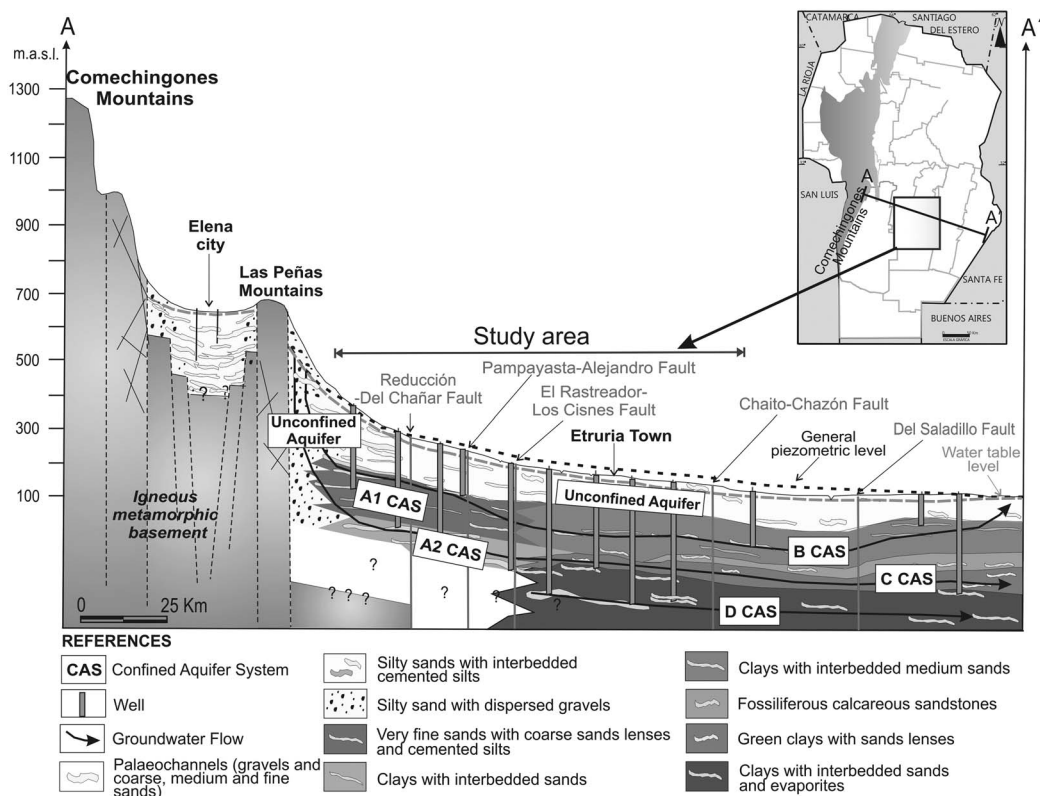 A
A´
m.a.s.l.
Comechingones
Mountains
1300
1100
900
700
500
300
100
Elena
city
Las Peñas
Mountains
Study area
Reducción
-Del Chañar Fault
Pampayasta-Alejandro Fault
El Rastreador-
Los Cisnes Fault
Etruria Town
Chaito-Chazón Fault
General
piezometric level
Del Saladillo Fault
Water table
level
Unconfined
Aquifer
Unconfined Aquifer
A1 CAS
A2 CAS
B CAS
C CAS
D CAS
Igneous
metamorphic
basement
?
?
?
?
? ? ?
?
?
0
25 Km
CATAMARCA
SANTIAGO
DEL ESTERO
LA RIOJA
SAN LUIS
A
A´
Comechingones
Mountains
SANTA FE
BUENOS AIRES
REFERENCES
CAS
Confined Aquifer System
Well
Groundwater Flow
Palaeochannels (gravels and
coarse, medium and fine
sands)
Silty sands with interbedded
cemented silts
Silty sand with dispersed gravels
Very fine sands with coarse sands lenses
and cemented silts
Clays with interbedded sands
Clays with interbedded medium sands
Fossiliferous calcareous sandstones
Green clays with sands lenses
Clays with interbedded sands
and evaporites